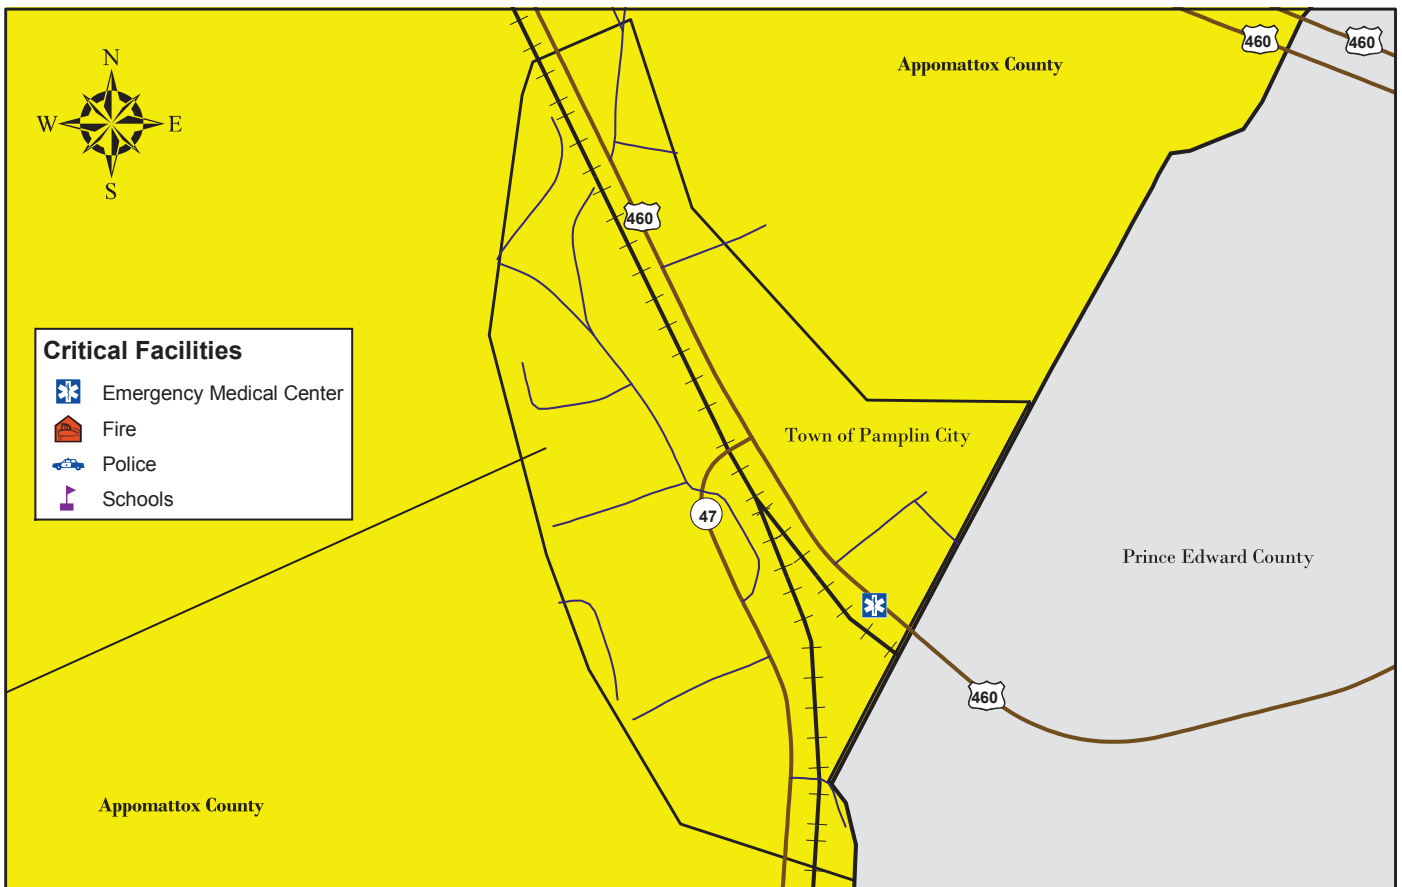 460
460
Appomattox County
N
W
E
S
460
Critical Facilities
Emergency Medical Center
Fire
Police
Schools
Town of Pamplin City
47
Prince Edward County
460
Appomattox County